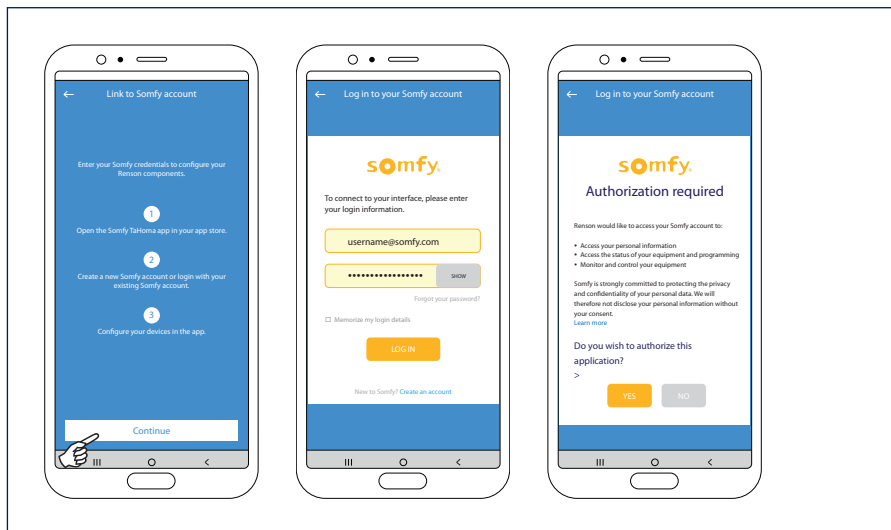 Link to Somfy account
Enter your Somfy credentials to configure your
Renson components.
1
Open the Somfy TaHoma app in your app store.
2
Create a new Somfy account or login with your
existing Somfy account.
3
Configure your devices in the app.
Continue
Log in to your Somfy account
somfy.
To connect to your interface, please enter
your login information.
username@somfy.com
•••••••••••••••••
SHOW
Forgot your password?
Memorize my login details
LOG IN
New to Somfy? Create an account
Log in to your Somfy account
somfy.
Authorization required
Renson would like to access your Somfy account to:
• Access your personal information
• Access the status of your equipment and programming
• Monitor and control your equipment
Somfy is strongly committed to protecting the privacy
and confidentiality of your personal data. We will
therefore not disclose your personal information without
your consent.
Learn more
Do you wish to authorize this
application?
>
YES
NO